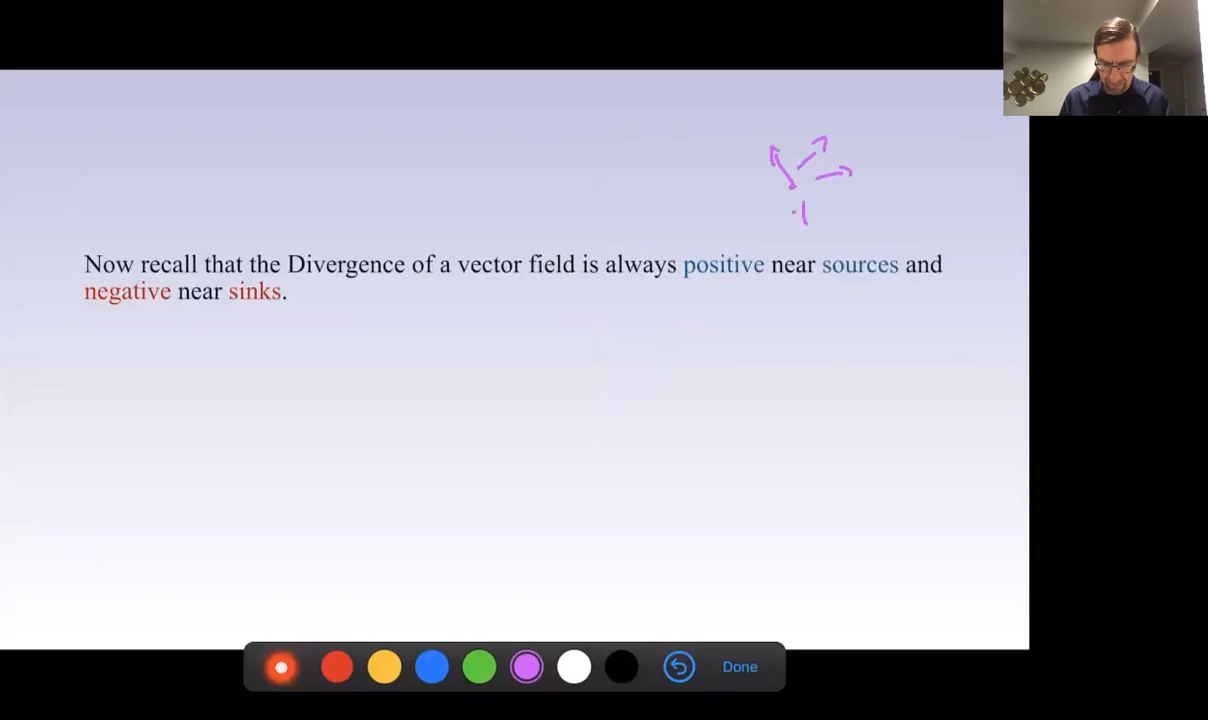 Now recall that the Divergence of a vector field is always positive near sources and
negative near sinks.
Done